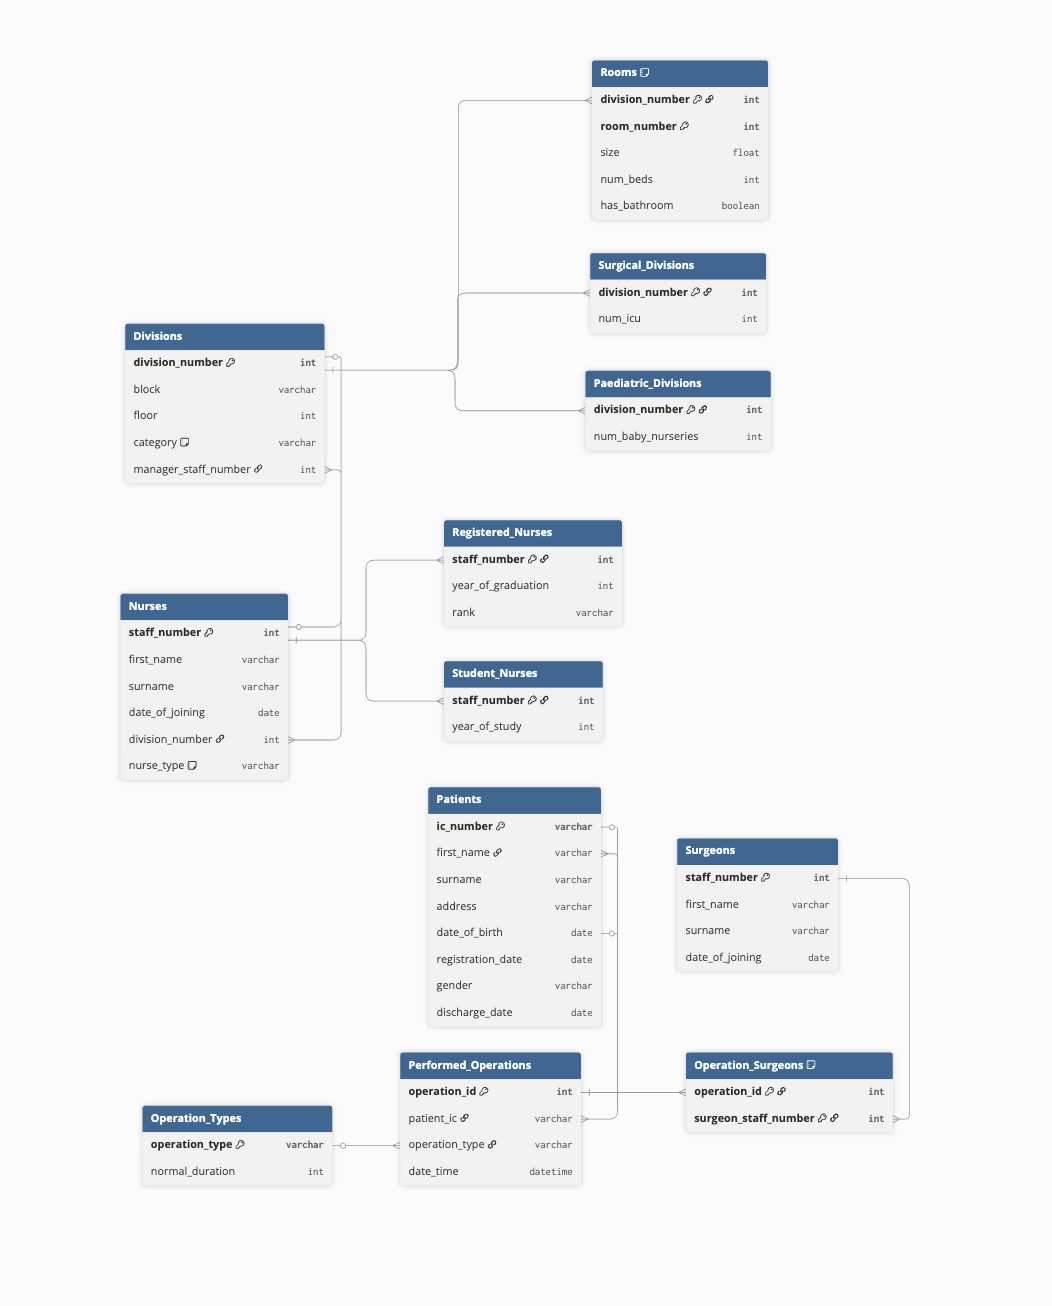 Rooms
division_number int
room_number int
size float
num_beds int
has_bathroom boolean
Surgical_Divisions
division_number int
num_icu int
Divisions
division_number int
block varchar
floor int
category varchar
manager_staff_number int
Paediatric_Divisions
division_number int
num_baby_nurseries int
Registered_Nurses
staff_number int
year_of_graduation int
rank varchar
Nurses
staff_number int
first_name varchar
surname varchar
date_of_joining date
division_number int
nurse_type varchar
Student_Nurses
staff_number int
year_of_study int
Patients
ic_number varchar
first_name varchar
surname varchar
address varchar
date_of_birth date
registration_date date
gender varchar
discharge_date date
Surgeons
staff_number int
first_name varchar
surname varchar
date_of_joining date
Performed_Operations
operation_id int
patient_ic varchar
operation_type varchar
date_time datetime
Operation_Surgeons
operation_id int
surgeon_staff_number int
Operation_Types
operation_type varchar
normal_duration int